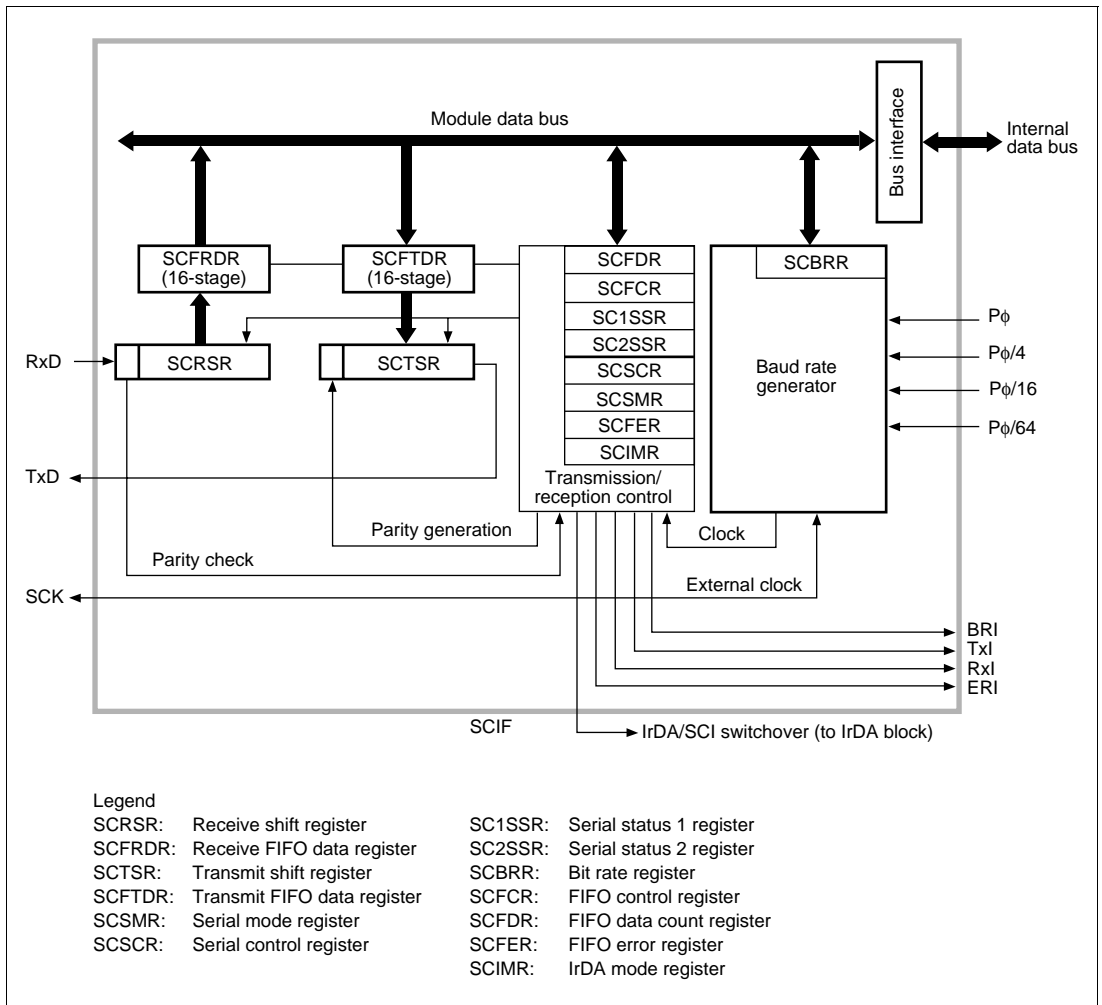 Module data bus
Bus interface
Internal
data bus
SCFRDR
(16-stage)
SCFTDR
(16-stage)
SCFDR
SCFCR
SC1SSR
SC2SSR
SCSCR
SCSMR
SCFER
SCIMR
Transmission/
reception control
SCBRR
Baud rate
generator
Pϕ
Pϕ/4
Pϕ/16
Pϕ/64
RxD
SCRSR
SCTSR
TxD
Parity generation
Clock
Parity check
SCK
External clock
BRI
TxI
RxI
ERI
SCIF
IrDA/SCI switchover (to IrDA block)
Legend
SCRSR: Receive shift register
SCFRDR: Receive FIFO data register
SCTSR: Transmit shift register
SCFTDR: Transmit FIFO data register
SCSMR: Serial mode register
SCSCR: Serial control register
SC1SSR: Serial status 1 register
SC2SSR: Serial status 2 register
SCBRR: Bit rate register
SCFCR: FIFO control register
SCFDR: FIFO data count register
SCFER: FIFO error register
SCIMR: IrDA mode register